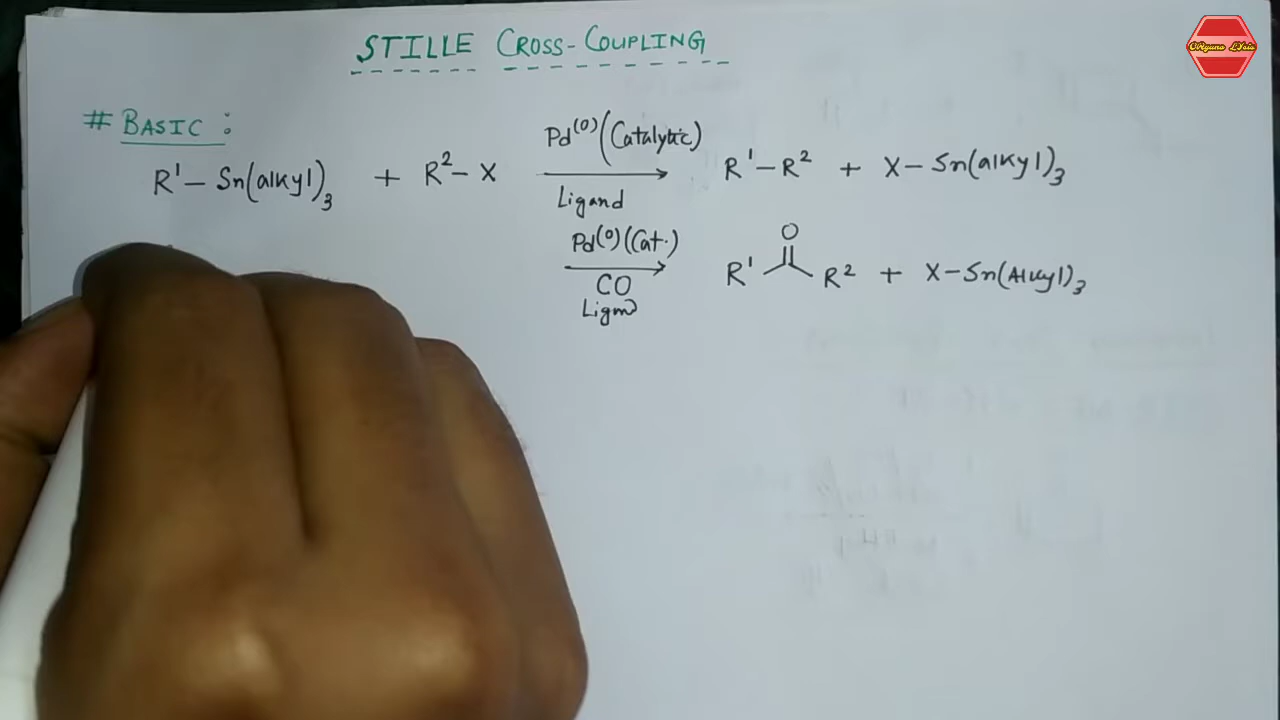 STILLE CROSS-COUPLING
# BASIC :
Pd(0) (Catalytic)
R¹– Sn(alkyl)₃ + R²– X → R¹–R² + X–Sn(alkyl)₃
Ligand
Pd(0) (Cat.)
O
R¹ R² + X–Sn(Alkyl)₃
CO